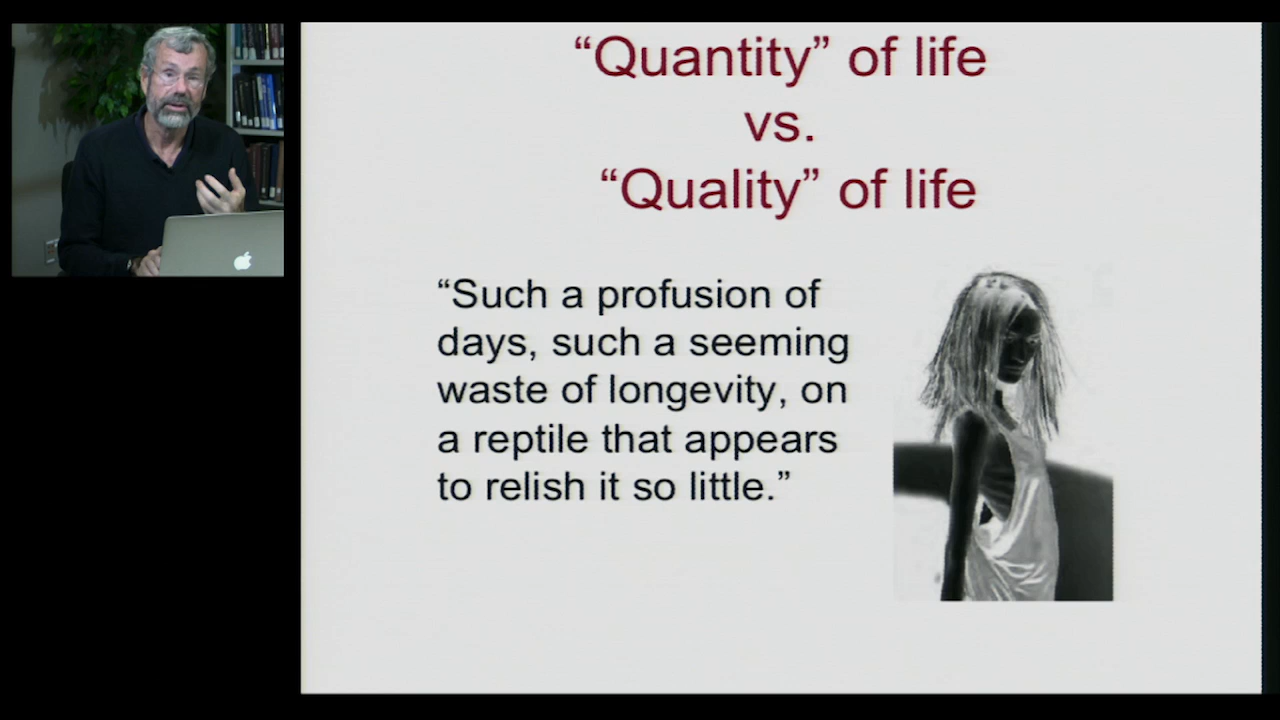 “Quantity” of life
vs.
“Quality” of life
“Such a profusion of
days, such a seeming
waste of longevity, on
a reptile that appears
to relish it so little.”